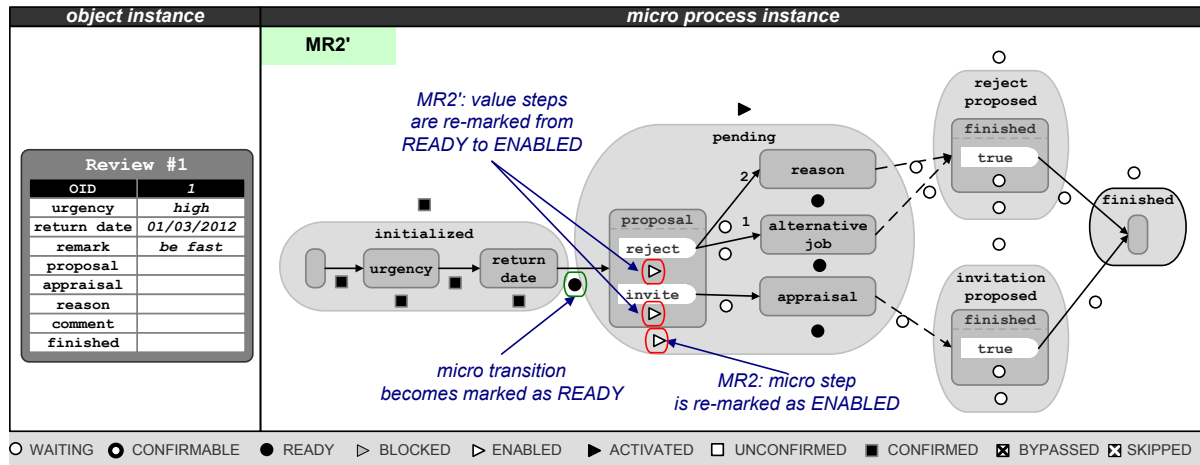 object instance
micro process instance
MR2'
MR2': value steps
are re-marked from
READY to ENABLED
Review #1
OID 1
urgency high
return date 01/03/2012
remark be fast
proposal
appraisal
reason
comment
finished
initialized
urgency
return
date
pending
proposal
reject
invite
2
1
reason
alternative
job
appraisal
reject
proposed
finished
true
invitation
proposed
finished
true
finished
micro transition
becomes marked as READY
MR2: micro step
is re-marked as ENABLED
WAITING CONFIRMABLE READY BLOCKED ENABLED ACTIVATED UNCONFIRMED CONFIRMED BYPASSED SKIPPED